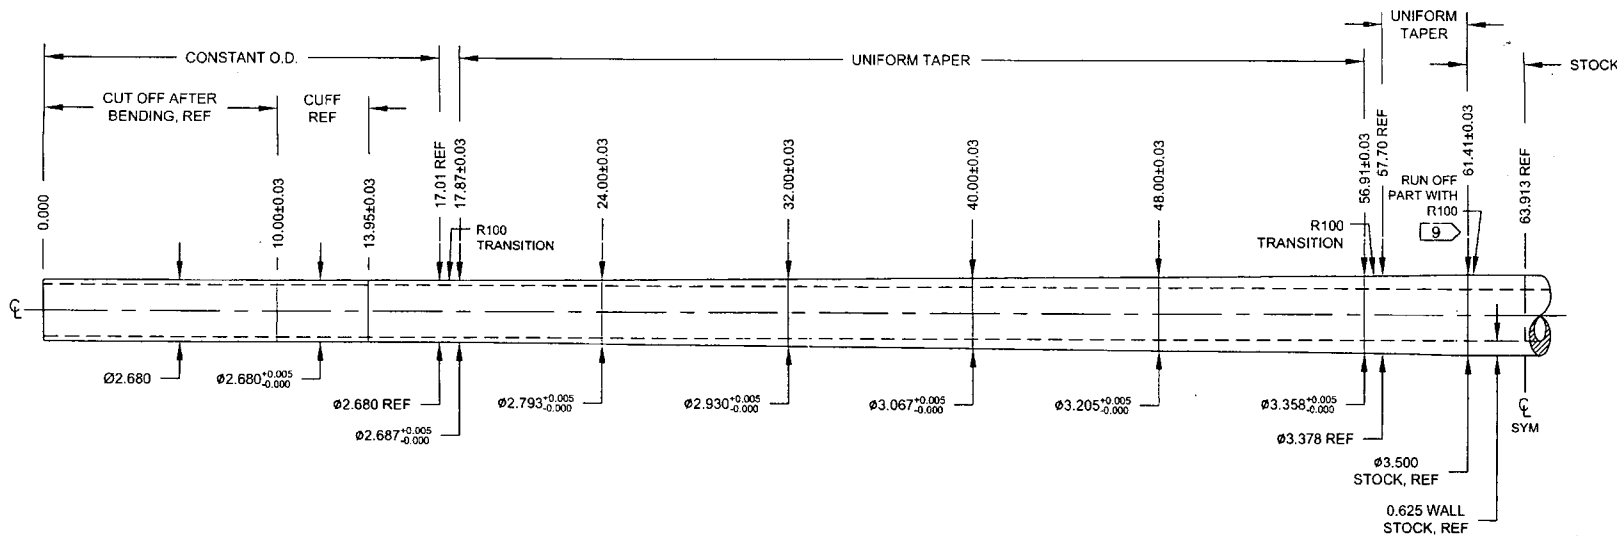 UNIFORM
TAPER
CONSTANT O.D.
UNIFORM TAPER
STOCK
CUT OFF AFTER
BENDING, REF
CUFF
REF
0.000
10.00±0.03
13.95±0.03
17.01 REF
17.87±0.03
24.00±0.03
32.00±0.03
40.00±0.03
48.00±0.03
56.91±0.03
57.70 REF
61.41±0.03
63.913 REF
R100
TRANSITION
R100
TRANSITION
RUN OFF
PART WITH
R100
9
℄
Ø2.680
Ø2.680 +0.005
-0.000
Ø2.680 REF
Ø2.687 +0.005
-0.000
Ø2.793 +0.005
-0.000
Ø2.930 +0.005
-0.000
Ø3.067 +0.005
-0.000
Ø3.205 +0.005
-0.000
Ø3.358 +0.005
-0.000
Ø3.378 REF
Ø3.500
STOCK, REF
0.625 WALL
STOCK, REF
℄
SYM